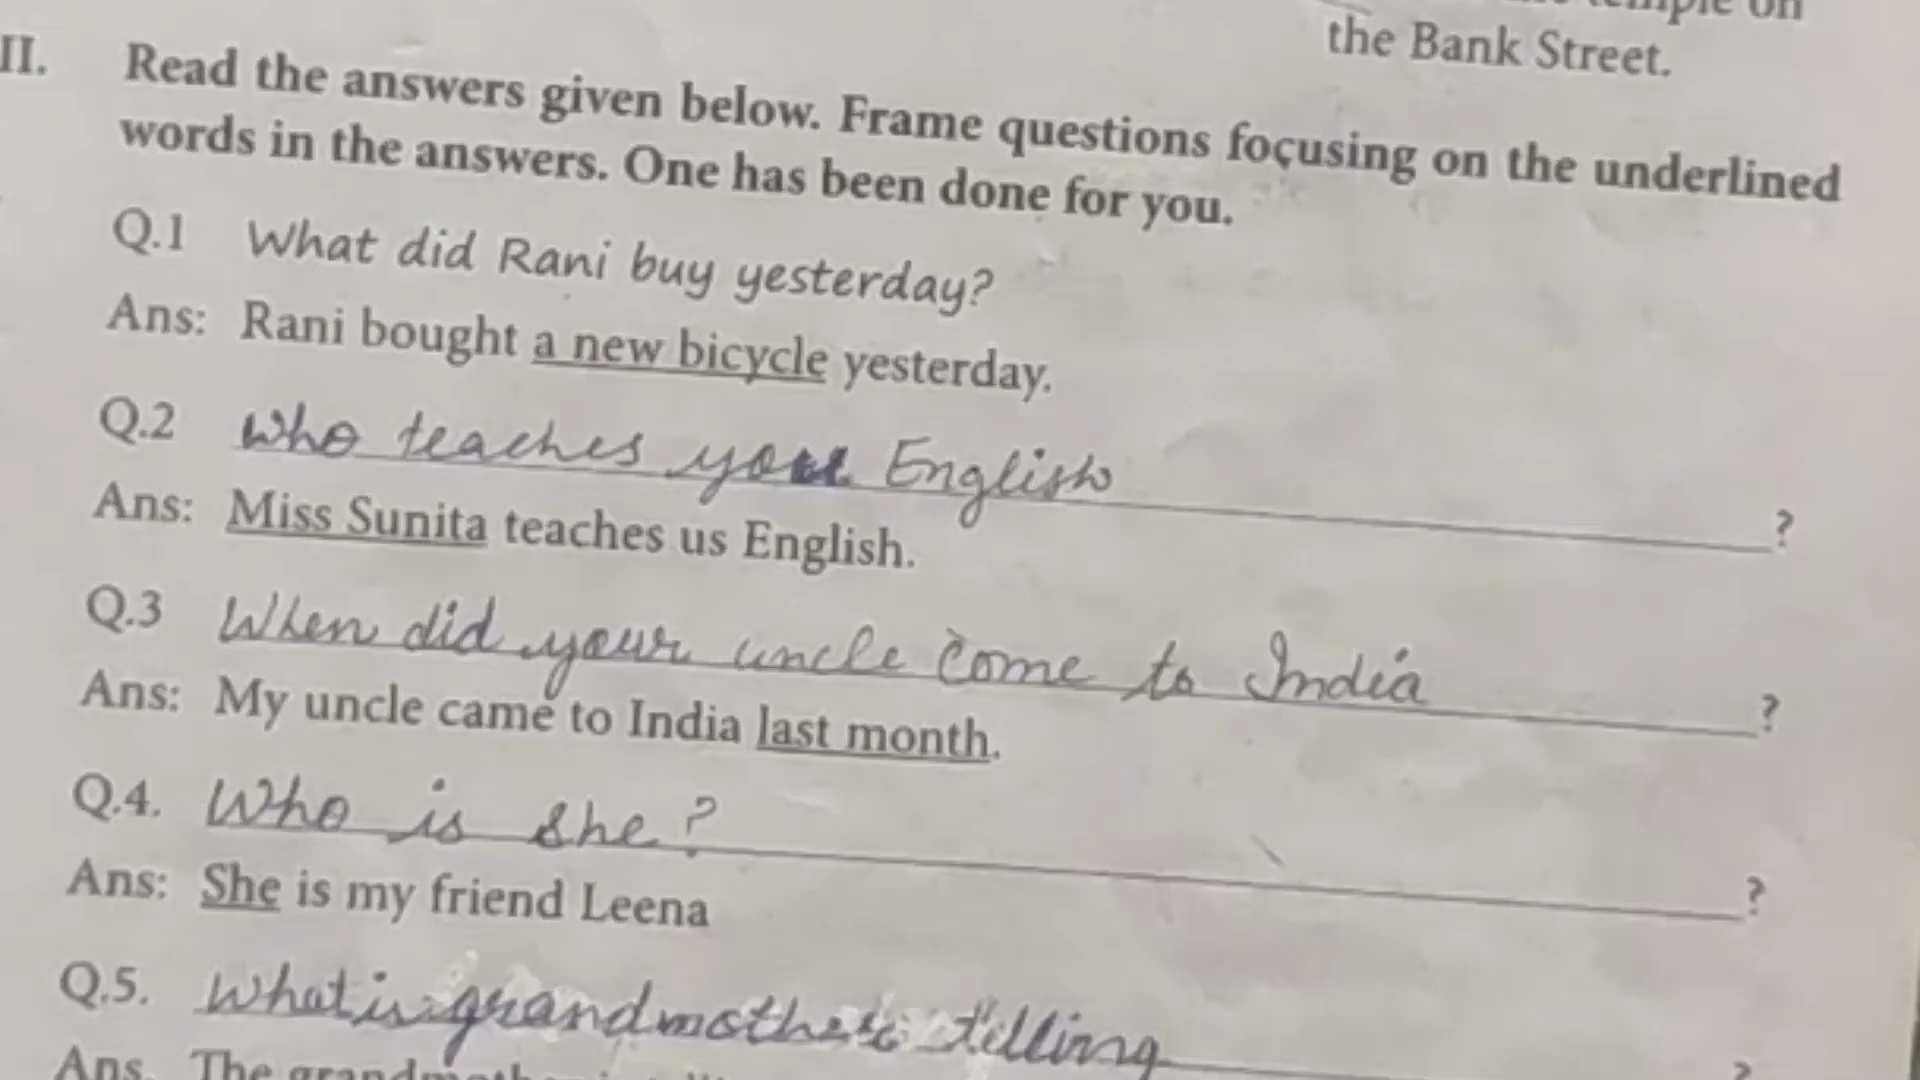 the Bank Street.
II. Read the answers given below. Frame questions focusing on the underlined
words in the answers. One has been done for you.
Q.1 What did Rani buy yesterday?
Ans: Rani bought a new bicycle yesterday.
Q.2 Who teaches you English ?
Ans: Miss Sunita teaches us English.
Q.3 When did your uncle come to India ?
Ans: My uncle came to India last month.
Q.4. Who is she? ?
Ans: She is my friend Leena
Q.5. What is grandmother telling ?
Ans. The